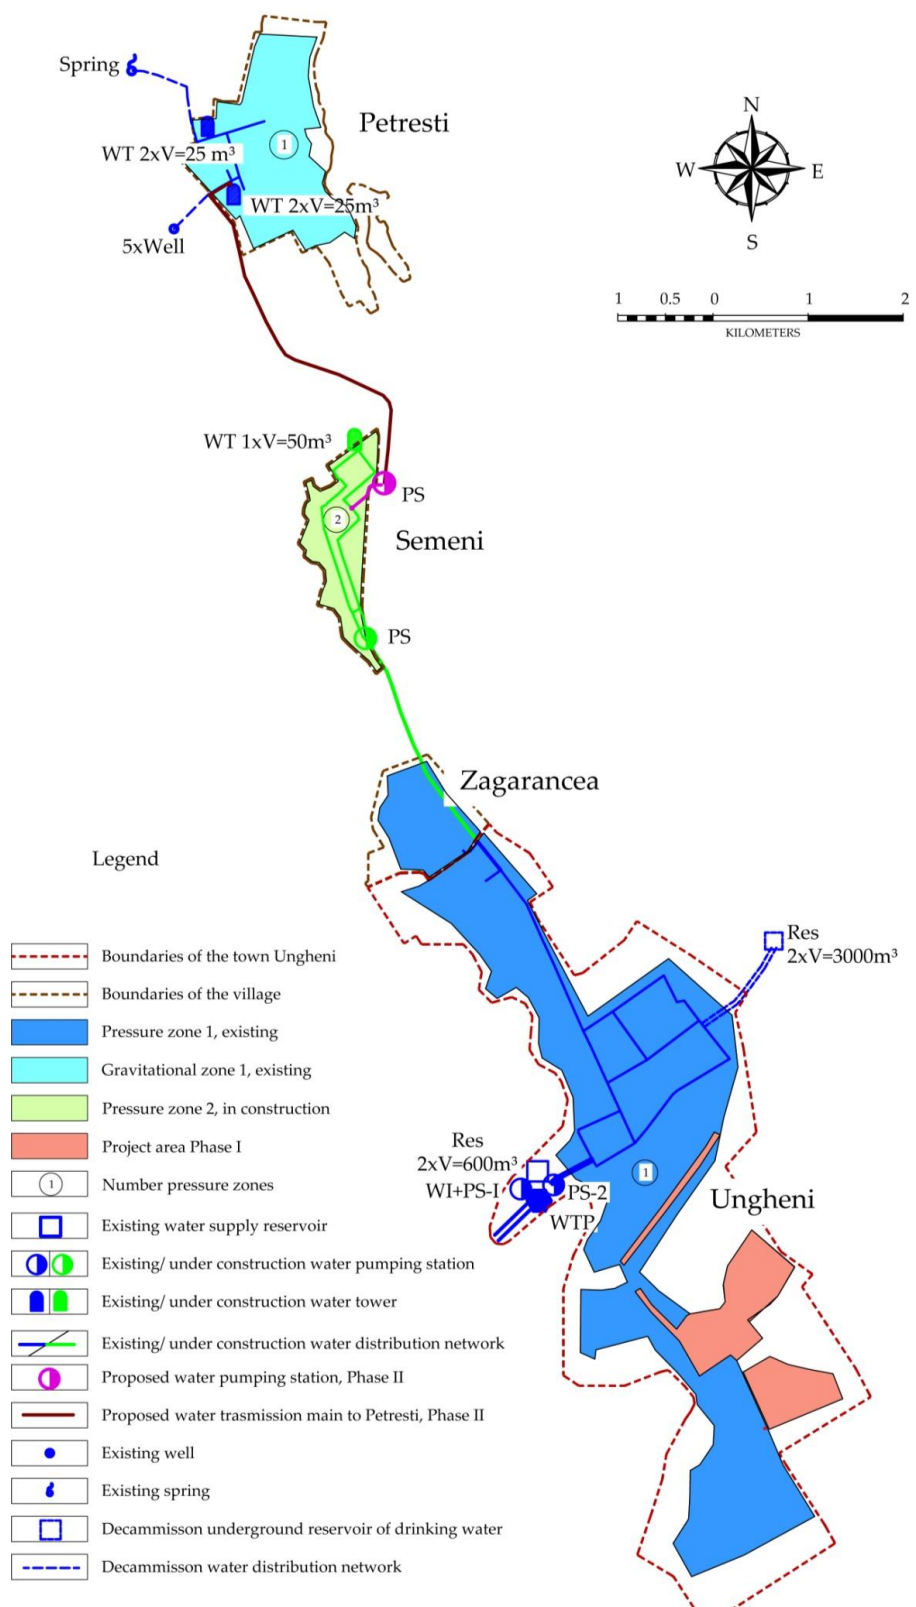 Spring
Petresti
1
WT 2xV=25 m³
WT 2xV=25m³
5xWell
N
W
E
S
1 0.5 0 1 2
KILOMETERS
WT 1xV=50m³
PS
2
Semeni
PS
Zagarancea
Legend
Res
2xV=3000m³
Boundaries of the town Ungheni
Boundaries of the village
Pressure zone 1, existing
Gravitational zone 1, existing
Pressure zone 2, in construction
Project area Phase I
Res
2xV=600m³
WI+PS-I
PS-2
WTP
1
Ungheni
1
Number pressure zones
Existing water supply reservoir
Existing/ under construction water pumping station
Existing/ under construction water tower
Existing/ under construction water distribution network
Proposed water pumping station, Phase II
Proposed water trasmission main to Petresti, Phase II
Existing well
Existing spring
Decammisson underground reservoir of drinking water
Decammisson water distribution network